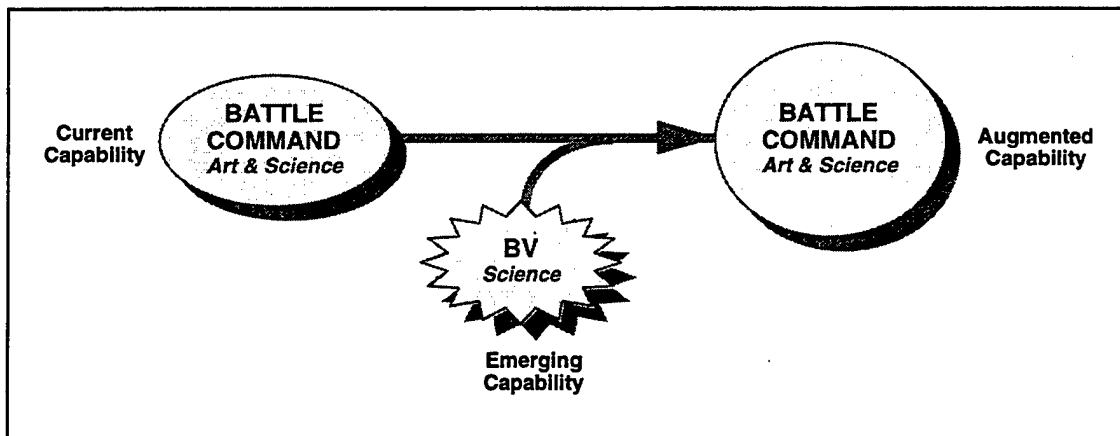 Current
Capability
BATTLE
COMMAND
Art & Science
BV
Science
Emerging
Capability
BATTLE
COMMAND
Art & Science
Augmented
Capability